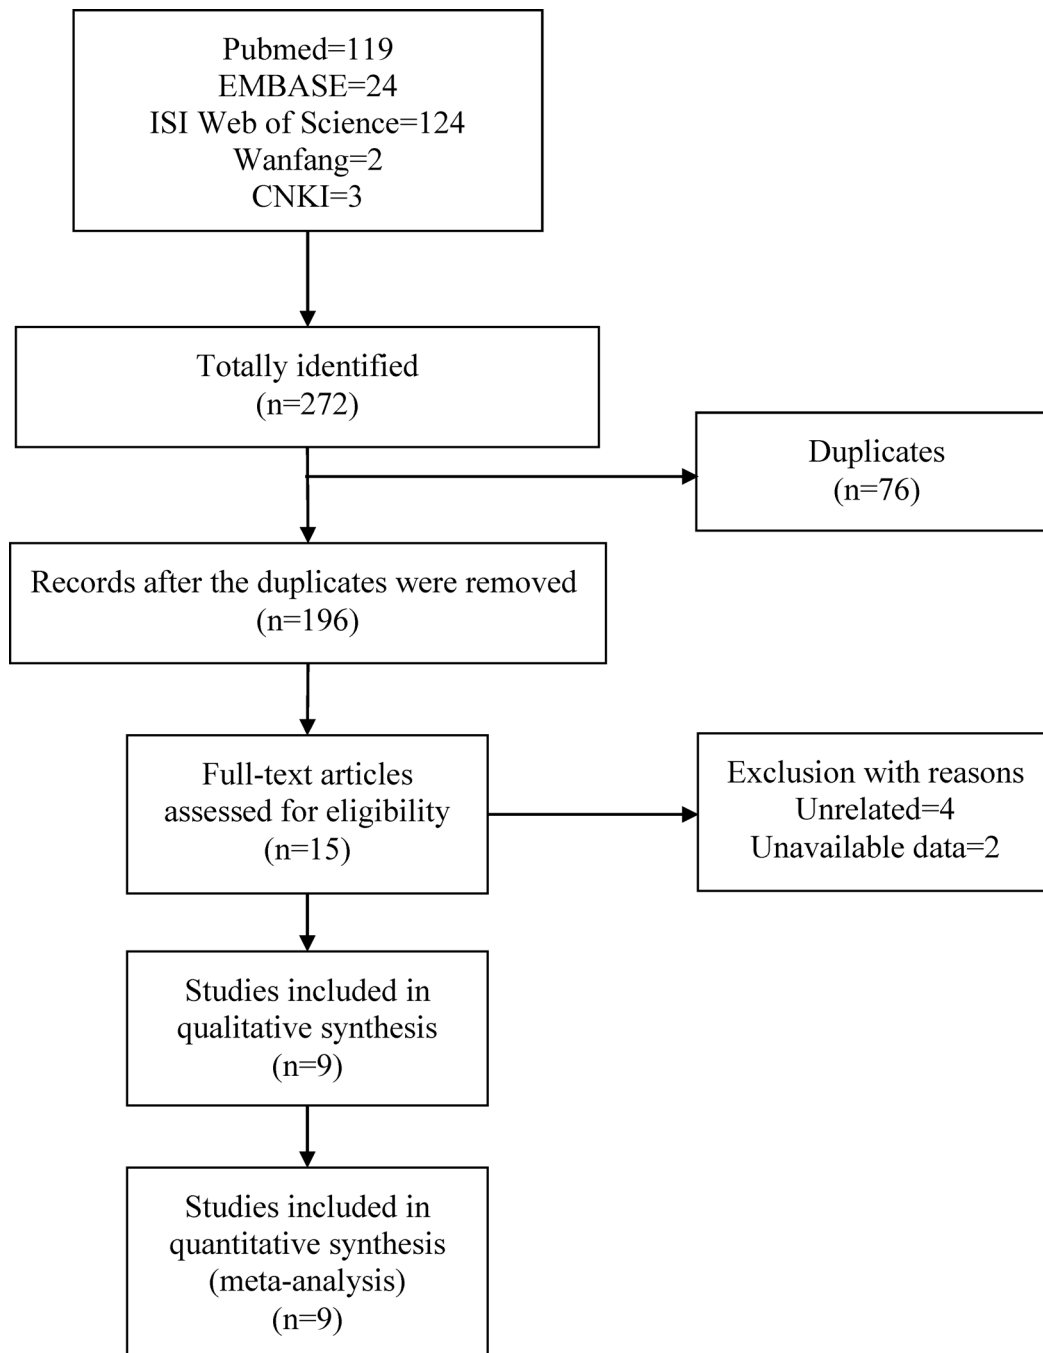 Pubmed=119
EMBASE=24
ISI Web of Science=124
Wanfang=2
CNKI=3
Totally identified
(n=272)
Duplicates
(n=76)
Records after the duplicates were removed
(n=196)
Full-text articles
assessed for eligibility
(n=15)
Exclusion with reasons
Unrelated=4
Unavailable data=2
Studies included in
qualitative synthesis
(n=9)
Studies included in
quantitative synthesis
(meta-analysis)
(n=9)